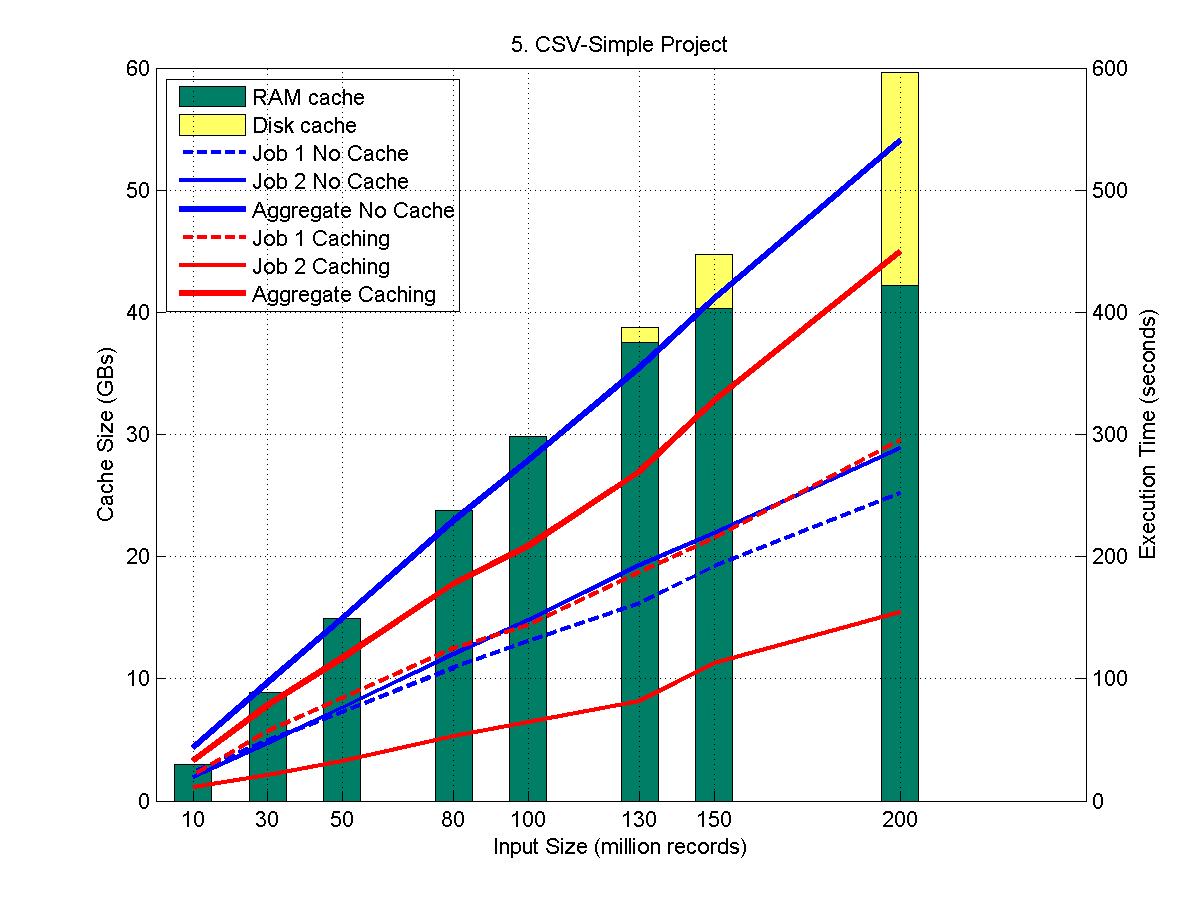 5. CSV-Simple Project
60
50
40
30
20
10
0
Cache Size (GBs)
RAM cache
Disk cache
Job 1 No Cache
Job 2 No Cache
Aggregate No Cache
Job 1 Caching
Job 2 Caching
Aggregate Caching
600
500
400
300
200
100
0
Execution Time (seconds)
10 30 50 80 100 130 150 200
Input Size (million records)